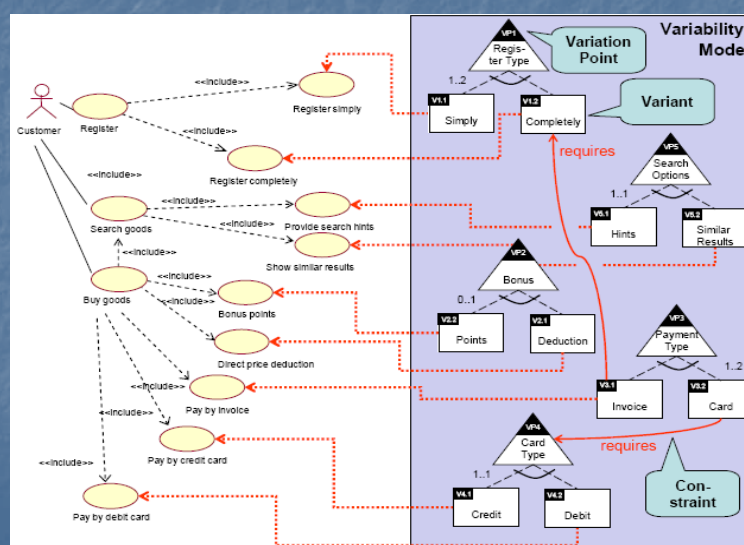 Customer
Register
<<include>>
Register simply
<<include>>
Register completely
<<include>>
Search goods
<<include>>
Provide search hints
<<include>>
Show similar results
<<include>>
Buy goods
<<include>>
Bonus points
<<include>>
Direct price deduction
<<include>>
Pay by invoice
<<include>>
Pay by credit card
<<include>>
Pay by debit card
Variability
Mode
VP1
Regis-
ter Type
Variation
Point
1..2
V1.1
Simply
V1.2
Completely
Variant
requires
VP5
Search
Options
1..1
V5.1
Hints
V5.2
Similar
Results
VP2
Bonus
0..1
V2.2
Points
V2.1
Deduction
VP3
Payment
Type
1..2
V3.1
Invoice
V3.2
Card
requires
VP4
Card
Type
1..1
V4.1
Credit
V4.2
Debit
Con-
straint